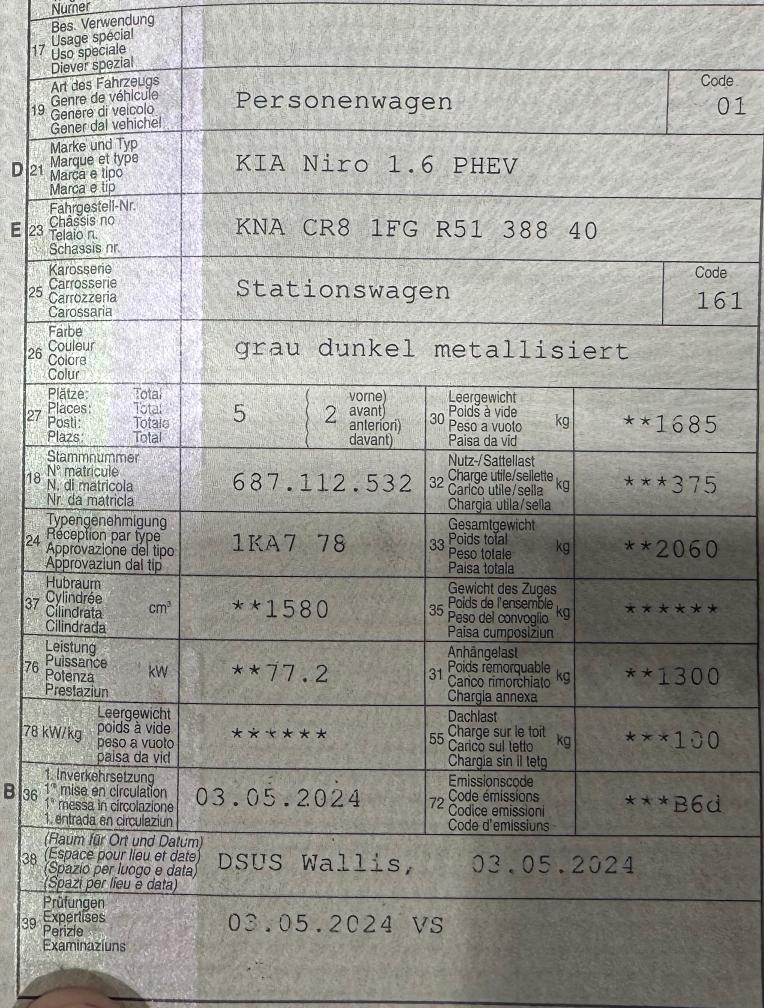 Numer
17 Bes. Verwendung
Usage spécial
Uso speciale
Diever spezial
19 Art des Fahrzeugs
Genre de véhicule
Genere di veicolo
Gener dal vehichel
Personenwagen
Code
01
D 21 Marke und Typ
Marque et type
Marca e tipo
Marca e tip
KIA Niro 1.6 PHEV
E 23 Fahrgestell-Nr.
Châssis no
Telaio n.
Schassis nr.
KNA CR8 1FG R51 388 40
25 Karosserie
Carrosserie
Carrozzeria
Carossaria
Stationswagen
Code
161
26 Farbe
Couleur
Colore
Colur
grau dunkel metallisiert
27 Plätze: Total
Places: Total
Posti: Totale
Plazs: Total
5
2
vorne)
avant)
anteriori)
davant)
30 Leergewicht
Poids à vide
Peso a vuoto
Paisa da vid
kg
**1685
18 Stammnummer
N° matricule
N. di matricola
Nr. da matricla
687.112.532
32 Nutz-/Sattellast
Charge utile/sellette
Carico utile/sella
Chargia utila/sella
kg
***375
24 Typengenehmigung
Réception par type
Approvazione del tipo
Approvaziun dal tip
1KA7 78
33 Gesamtgewicht
Poids total
Peso totale
Paisa totala
kg
**2060
37 Hubraum
Cylindrée
Cilindrata
Cilindrada
cm³
**1580
35 Gewicht des Zuges
Poids de l'ensemble
Peso del convoglio
Paisa cumposiziun
kg
******
76 Leistung
Puissance
Potenza
Prestaziun
kW
**77.2
31 Anhängelast
Poids remorquable
Carico rimorchiato
Chargia annexa
kg
**1300
78 kW/kg
Leergewicht
poids à vide
peso a vuoto
paisa da vid
******
55 Dachlast
Charge sur le toit
Carico sul tetto
Chargia sin il tetg
kg
***100
B 36 1. Inverkehrsetzung
1re mise en circulation
1a messa in circolazione
1. entrada en circulaziun
03.05.2024
72 Emissionscode
Code émissions
Codice emissioni
Code d'emissiuns
***B6d
38 (Raum für Ort und Datum)
(Espace pour lieu et date)
(Spazio per luogo e data)
(Spazi per lieu e data)
DSUS Wallis, 03.05.2024
39 Prüfungen
Expertises
Perizie
Examinaziuns
03.05.2024 VS